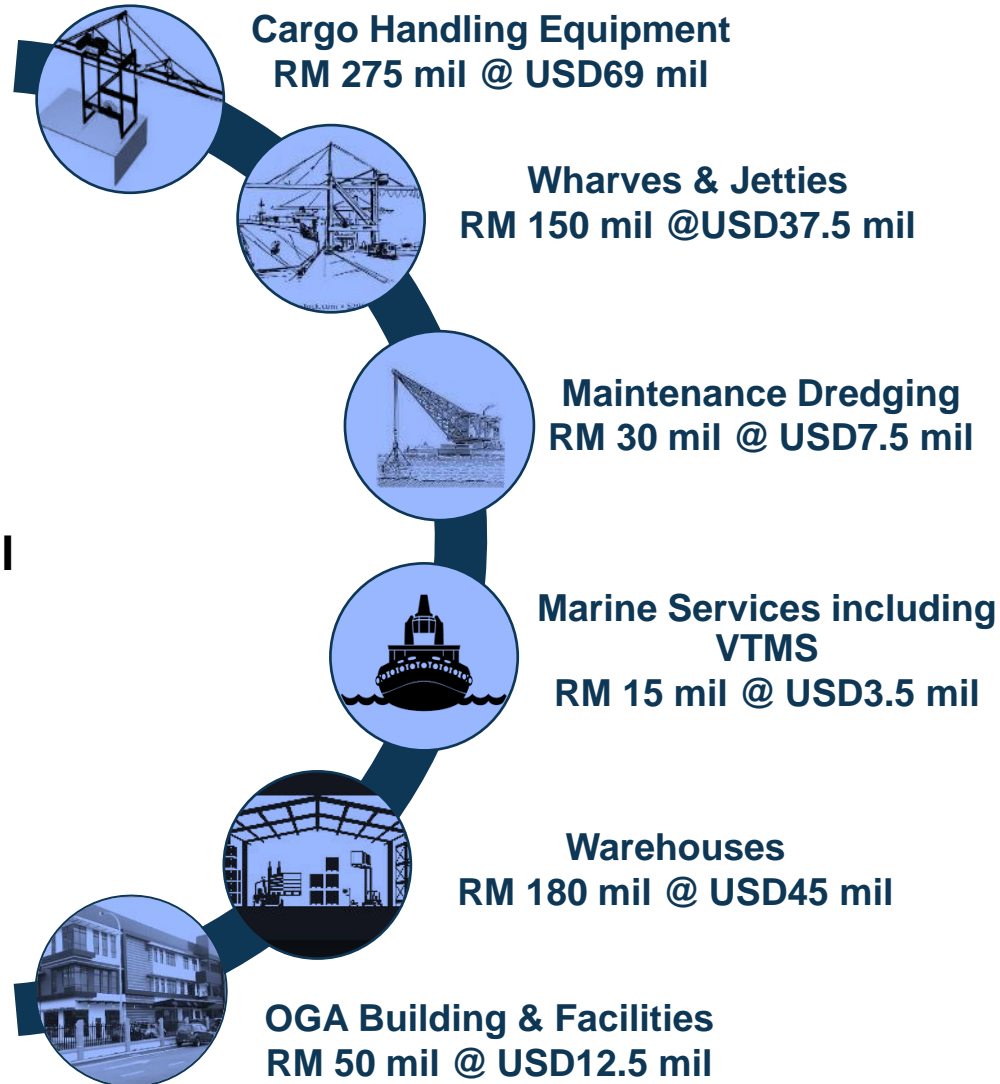 Cargo Handling Equipment
RM 275 mil @ USD69 mil
Wharves & Jetties
RM 150 mil @USD37.5 mil
Maintenance Dredging
RM 30 mil @ USD7.5 mil
Marine Services including
VTMS
RM 15 mil @ USD3.5 mil
Warehouses
RM 180 mil @ USD45 mil
OGA Building & Facilities
RM 50 mil @ USD12.5 mil